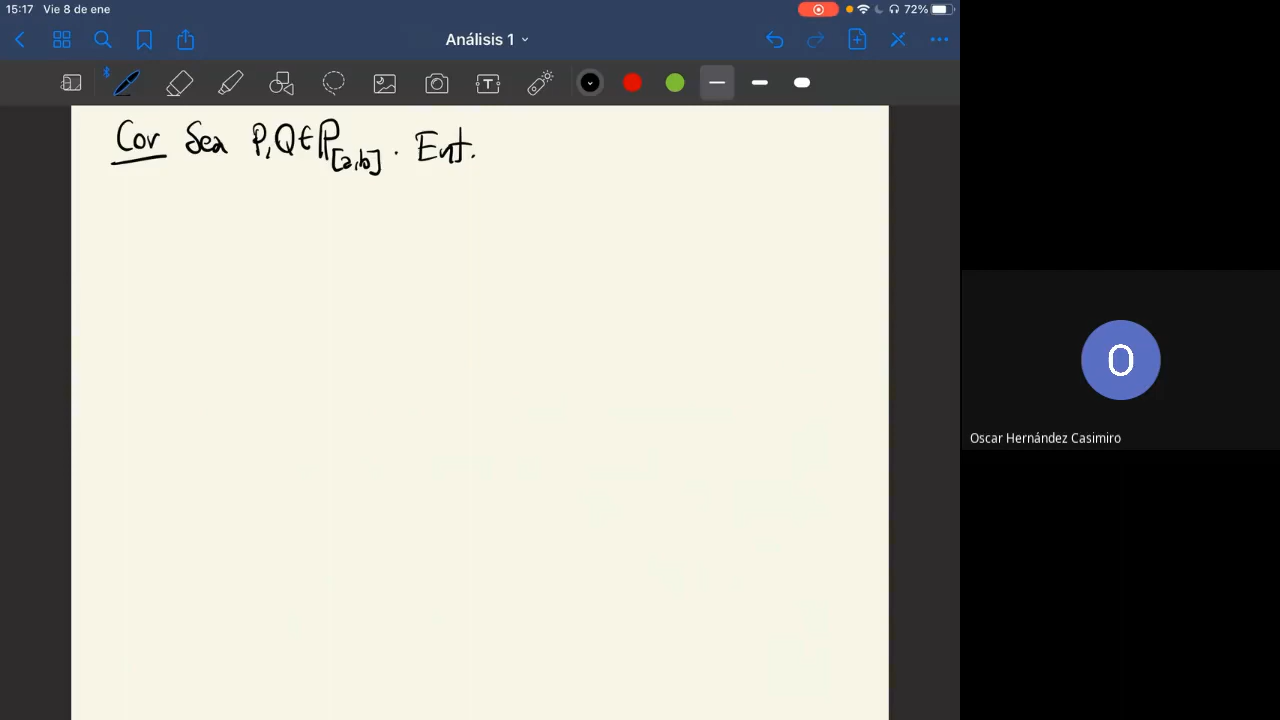 15:17 Vie 8 de ene 72%
Análisis 1
T
Cor Sea P,Q∈ℙ[a,b] . Ent.
O
Oscar Hernández Casimiro